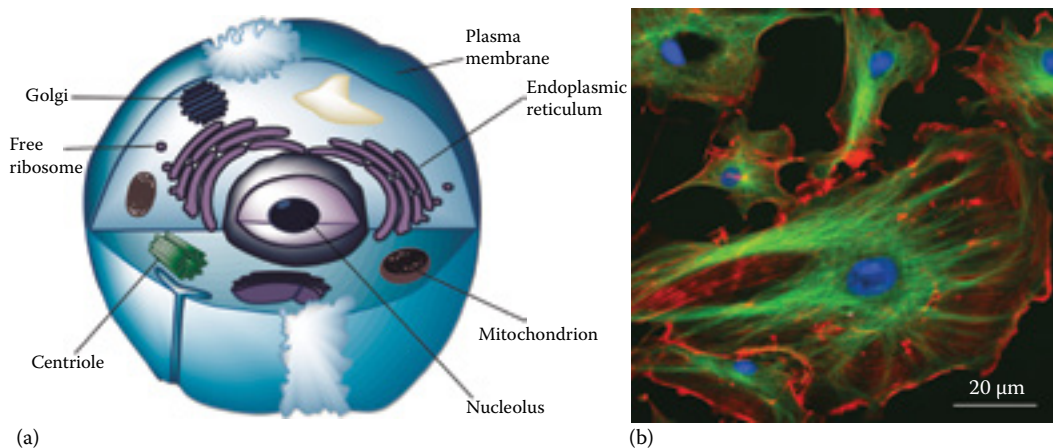 Golgi
Free
ribosome
Centriole
Plasma
membrane
Endoplasmic
reticulum
Mitochondrion
Nucleolus
(a)
20 μm
(b)